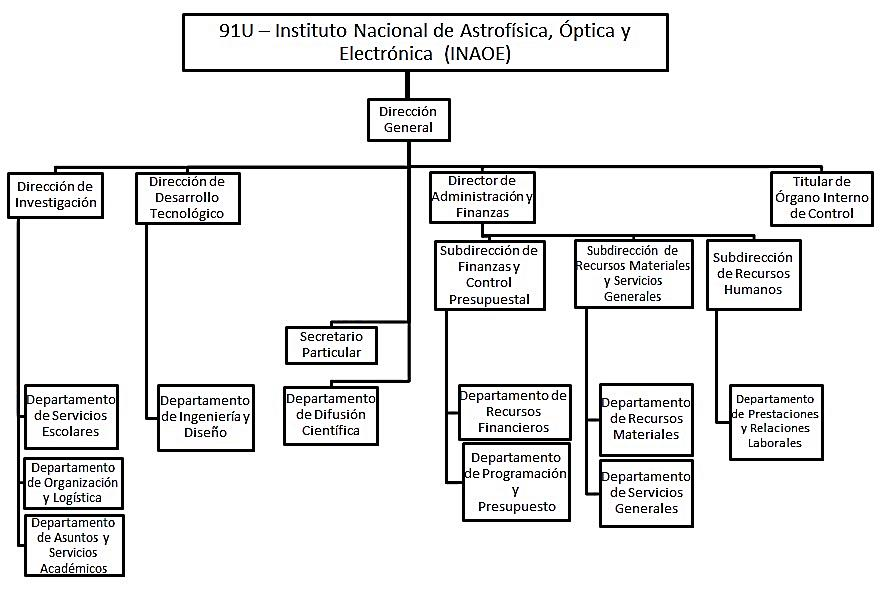 91U – Instituto Nacional de Astrofísica, Óptica y
Electrónica (INAOE)
Dirección
General
Dirección de
Investigación
Dirección de
Desarrollo
Tecnológico
Director de
Administración y
Finanzas
Titular de
Órgano Interno
de Control
Subdirección de
Finanzas y
Control
Presupuestal
Subdirección de
Recursos Materiales
y Servicios
Generales
Subdirección
de Recursos
Humanos
Secretario
Particular
Departamento
de Servicios
Escolares
Departamento
de Ingeniería y
Diseño
Departamento
de Difusión
Científica
Departamento de
Recursos
Financieros
Departamento
de Recursos
Materiales
Departamento
de Prestaciones
y Relaciones
Laborales
Departamento
de Organización
y Logística
Departamento
de Programación
y
Presupuesto
Departamento
de Servicios
Generales
Departamento
de Asuntos y
Servicios
Académicos